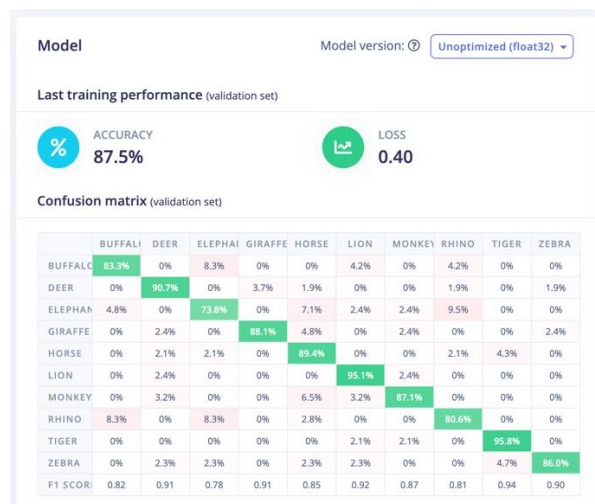 Model
Model version: Unoptimized (float32)
Last training performance (validation set)
ACCURACY
% 87.5%
LOSS
0.40
Confusion matrix (validation set)
BUFFAL DEER ELEPHAI GIRAFFE HORSE LION MONKEY RHINO TIGER ZEBRA
BUFFALO 83.3% 0% 8.3% 0% 0% 4.2% 0% 4.2% 0% 0%
DEER 0% 90.7% 0% 3.7% 1.9% 0% 0% 1.9% 0% 1.9%
ELEPHAN 4.8% 0% 73.8% 0% 7.1% 2.4% 2.4% 9.5% 0% 0%
GIRAFFE 0% 2.4% 0% 88.1% 4.8% 0% 2.4% 0% 0% 2.4%
HORSE 0% 2.1% 2.1% 0% 89.4% 0% 0% 2.1% 4.3% 0%
LION 0% 2.4% 0% 0% 0% 95.1% 2.4% 0% 0% 0%
MONKEY 0% 3.2% 0% 0% 6.5% 3.2% 87.1% 0% 0% 0%
RHINO 8.3% 0% 8.3% 0% 2.8% 0% 0% 80.6% 0% 0%
TIGER 0% 0% 0% 0% 0% 2.1% 2.1% 0% 95.8% 0%
ZEBRA 0% 2.3% 2.3% 0% 2.3% 2.3% 0% 0% 4.7% 86.0%
F1 SCORI 0.82 0.91 0.78 0.91 0.85 0.92 0.87 0.81 0.94 0.90